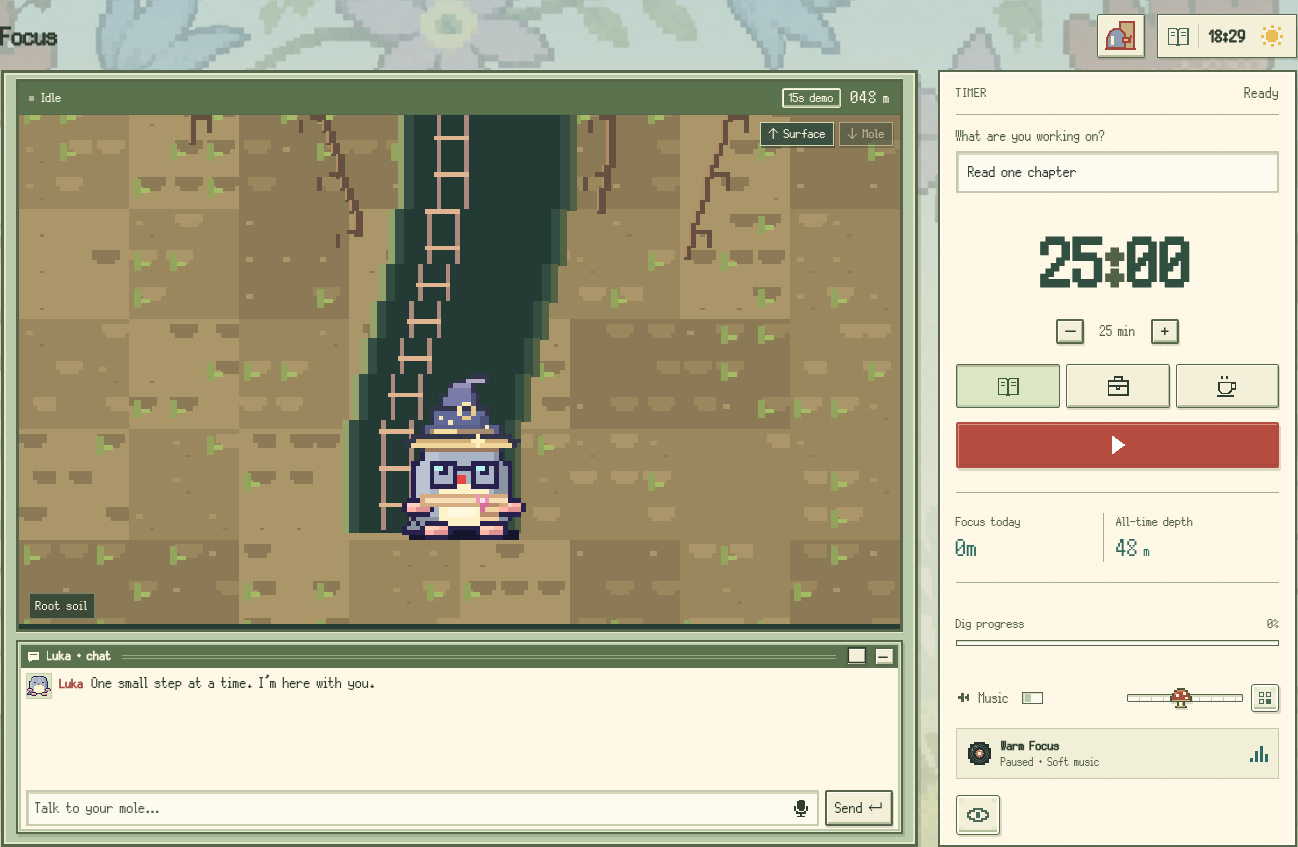 Focus
18:29
Idle
15s demo
048 m
↑ Surface
↓ Mole
Root soil
Luka • chat
Luka One small step at a time. I'm here with you.
Talk to your mole...
Send ↵
TIMER
Ready
What are you working on?
Read one chapter
25:00
− 25 min +
Focus today
0m
All-time depth
48 m
Dig progress
0%
Music
Warm Focus
Paused • Soft music